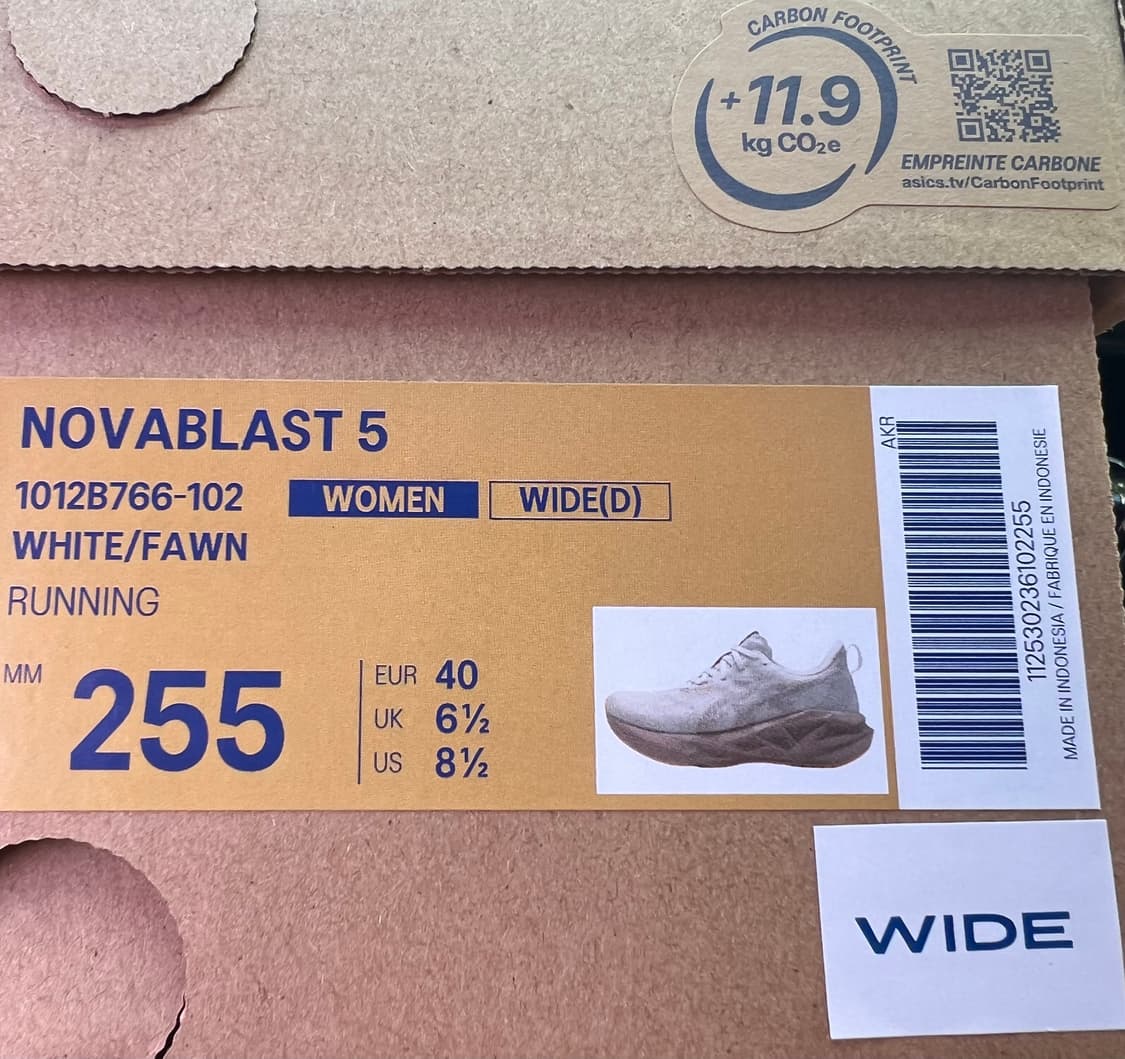 CARBON FOOTPRINT
+11.9
kg CO₂e
EMPREINTE CARBONE
asics.tv/CarbonFootprint
NOVABLAST 5
1012B766-102
WOMEN
WIDE(D)
WHITE/FAWN
RUNNING
MM
255
EUR 40
UK 6½
US 8½
AKR
11253023610​2255
MADE IN INDONESIA / FABRIQUE EN INDONESIE
WIDE